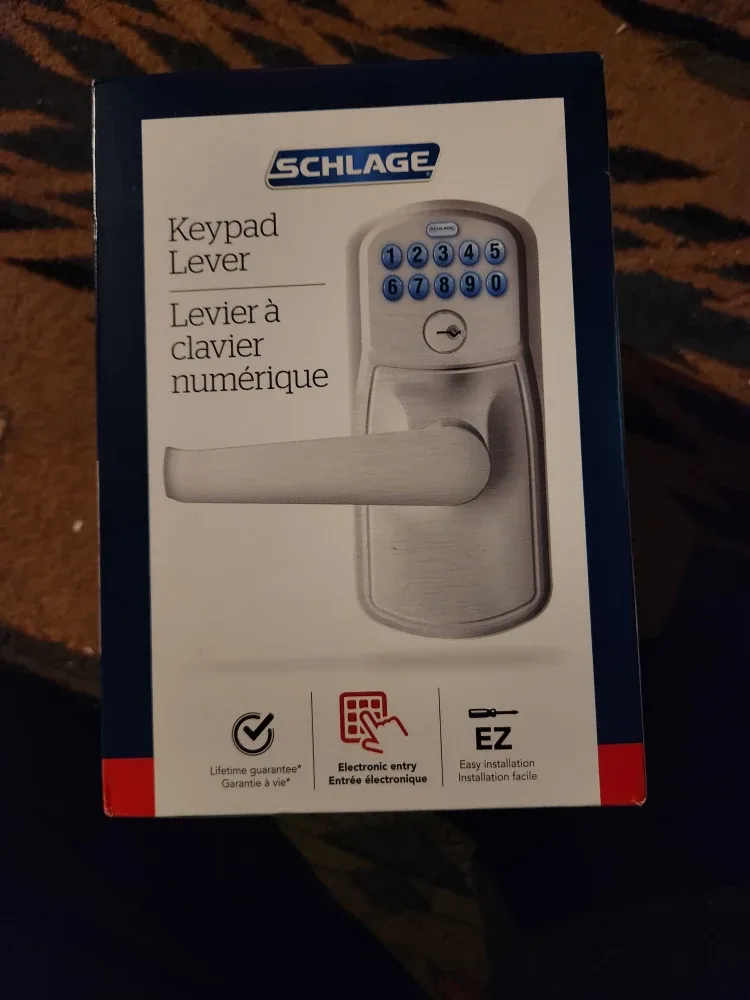 SCHLAGE
Keypad
Lever
Levier à
clavier
numérique
SCHLAGE
1 2 3 4 5
6 7 8 9 0
Lifetime guarantee*
Garantie à vie*
Electronic entry
Entrée électronique
EZ
Easy installation
Installation facile